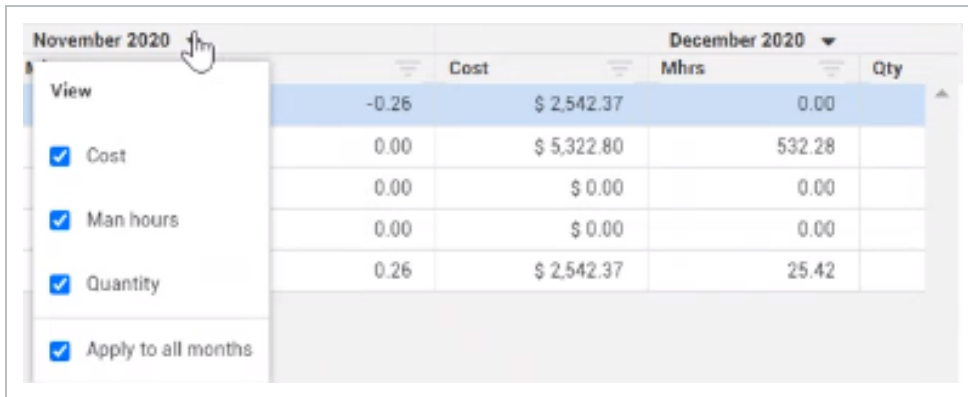 November 2020 December 2020
Cost Mhrs Qty
View
-0.26 $ 2,542.37 0.00
Cost
0.00 $ 5,322.80 532.28
0.00 $ 0.00 0.00
Man hours
0.00 $ 0.00 0.00
0.26 $ 2,542.37 25.42
Quantity
Apply to all months